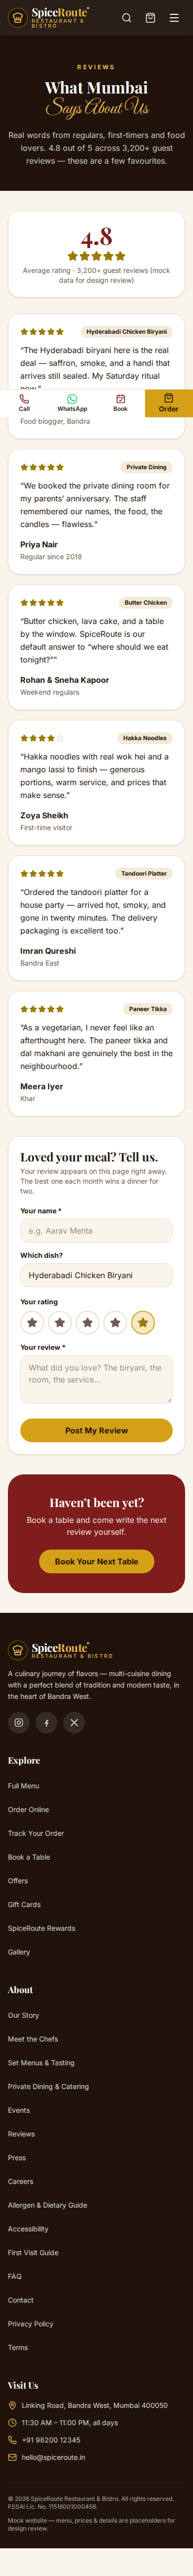 SpiceRoute
RESTAURANT &
BISTRO
REVIEWS
What Mumbai
Says About Us
Real words from regulars, first-timers and food
lovers. 4.8 out of 5 across 3,200+ guest
reviews — these are a few favourites.
4.8
Average rating · 3,200+ guest reviews (mock
data for design review)
Hyderabadi Chicken Biryani
“The Hyderabadi biryani here is the real
deal — saffron, smoke, and a handi that
arrives still sealed. My Saturday ritual
now.”
Call
WhatsApp
Book
Order
Food blogger, Bandra
Private Dining
“We booked the private dining room for
my parents’ anniversary. The staff
remembered our names, the food, the
candles — flawless.”
Priya Nair
Regular since 2018
Butter Chicken
“Butter chicken, lava cake, and a table
by the window. SpiceRoute is our
default answer to “where should we eat
tonight?””
Rohan & Sneha Kapoor
Weekend regulars
Hakka Noodles
“Hakka noodles with real wok hei and a
mango lassi to finish — generous
portions, warm service, and prices that
make sense.”
Zoya Sheikh
First-time visitor
Tandoori Platter
“Ordered the tandoori platter for a
house party — arrived hot, smoky, and
gone in twenty minutes. The delivery
packaging is excellent too.”
Imran Qureshi
Bandra East
Paneer Tikka
“As a vegetarian, I never feel like an
afterthought here. The paneer tikka and
dal makhani are genuinely the best in the
neighbourhood.”
Meera Iyer
Khar
Loved your meal? Tell us.
Your review appears on this page right away.
The best one each month wins a dinner for
two.
Your name *
e.g. Aarav Mehta
Which dish?
Hyderabadi Chicken Biryani
Your rating
Your review *
What did you love? The biryani, the
room, the service...
Post My Review
Haven’t been yet?
Book a table and come write the next
review yourself.
Book Your Next Table
SpiceRoute
RESTAURANT & BISTRO
A culinary journey of flavors — multi-cuisine dining
with a perfect blend of tradition and modern taste, in
the heart of Bandra West.
Explore
Full Menu
Order Online
Track Your Order
Book a Table
Offers
Gift Cards
SpiceRoute Rewards
Gallery
About
Our Story
Meet the Chefs
Set Menus & Tasting
Private Dining & Catering
Events
Reviews
Press
Careers
Allergen & Dietary Guide
Accessibility
First Visit Guide
FAQ
Contact
Privacy Policy
Terms
Visit Us
Linking Road, Bandra West, Mumbai 400050
11:30 AM – 11:00 PM, all days
+91 98200 12345
hello@spiceroute.in
© 2026 SpiceRoute Restaurant & Bistro. All rights reserved.
FSSAI Lic. No. 11516001000456.
Mock website — menu, prices & details are placeholders for
design review.